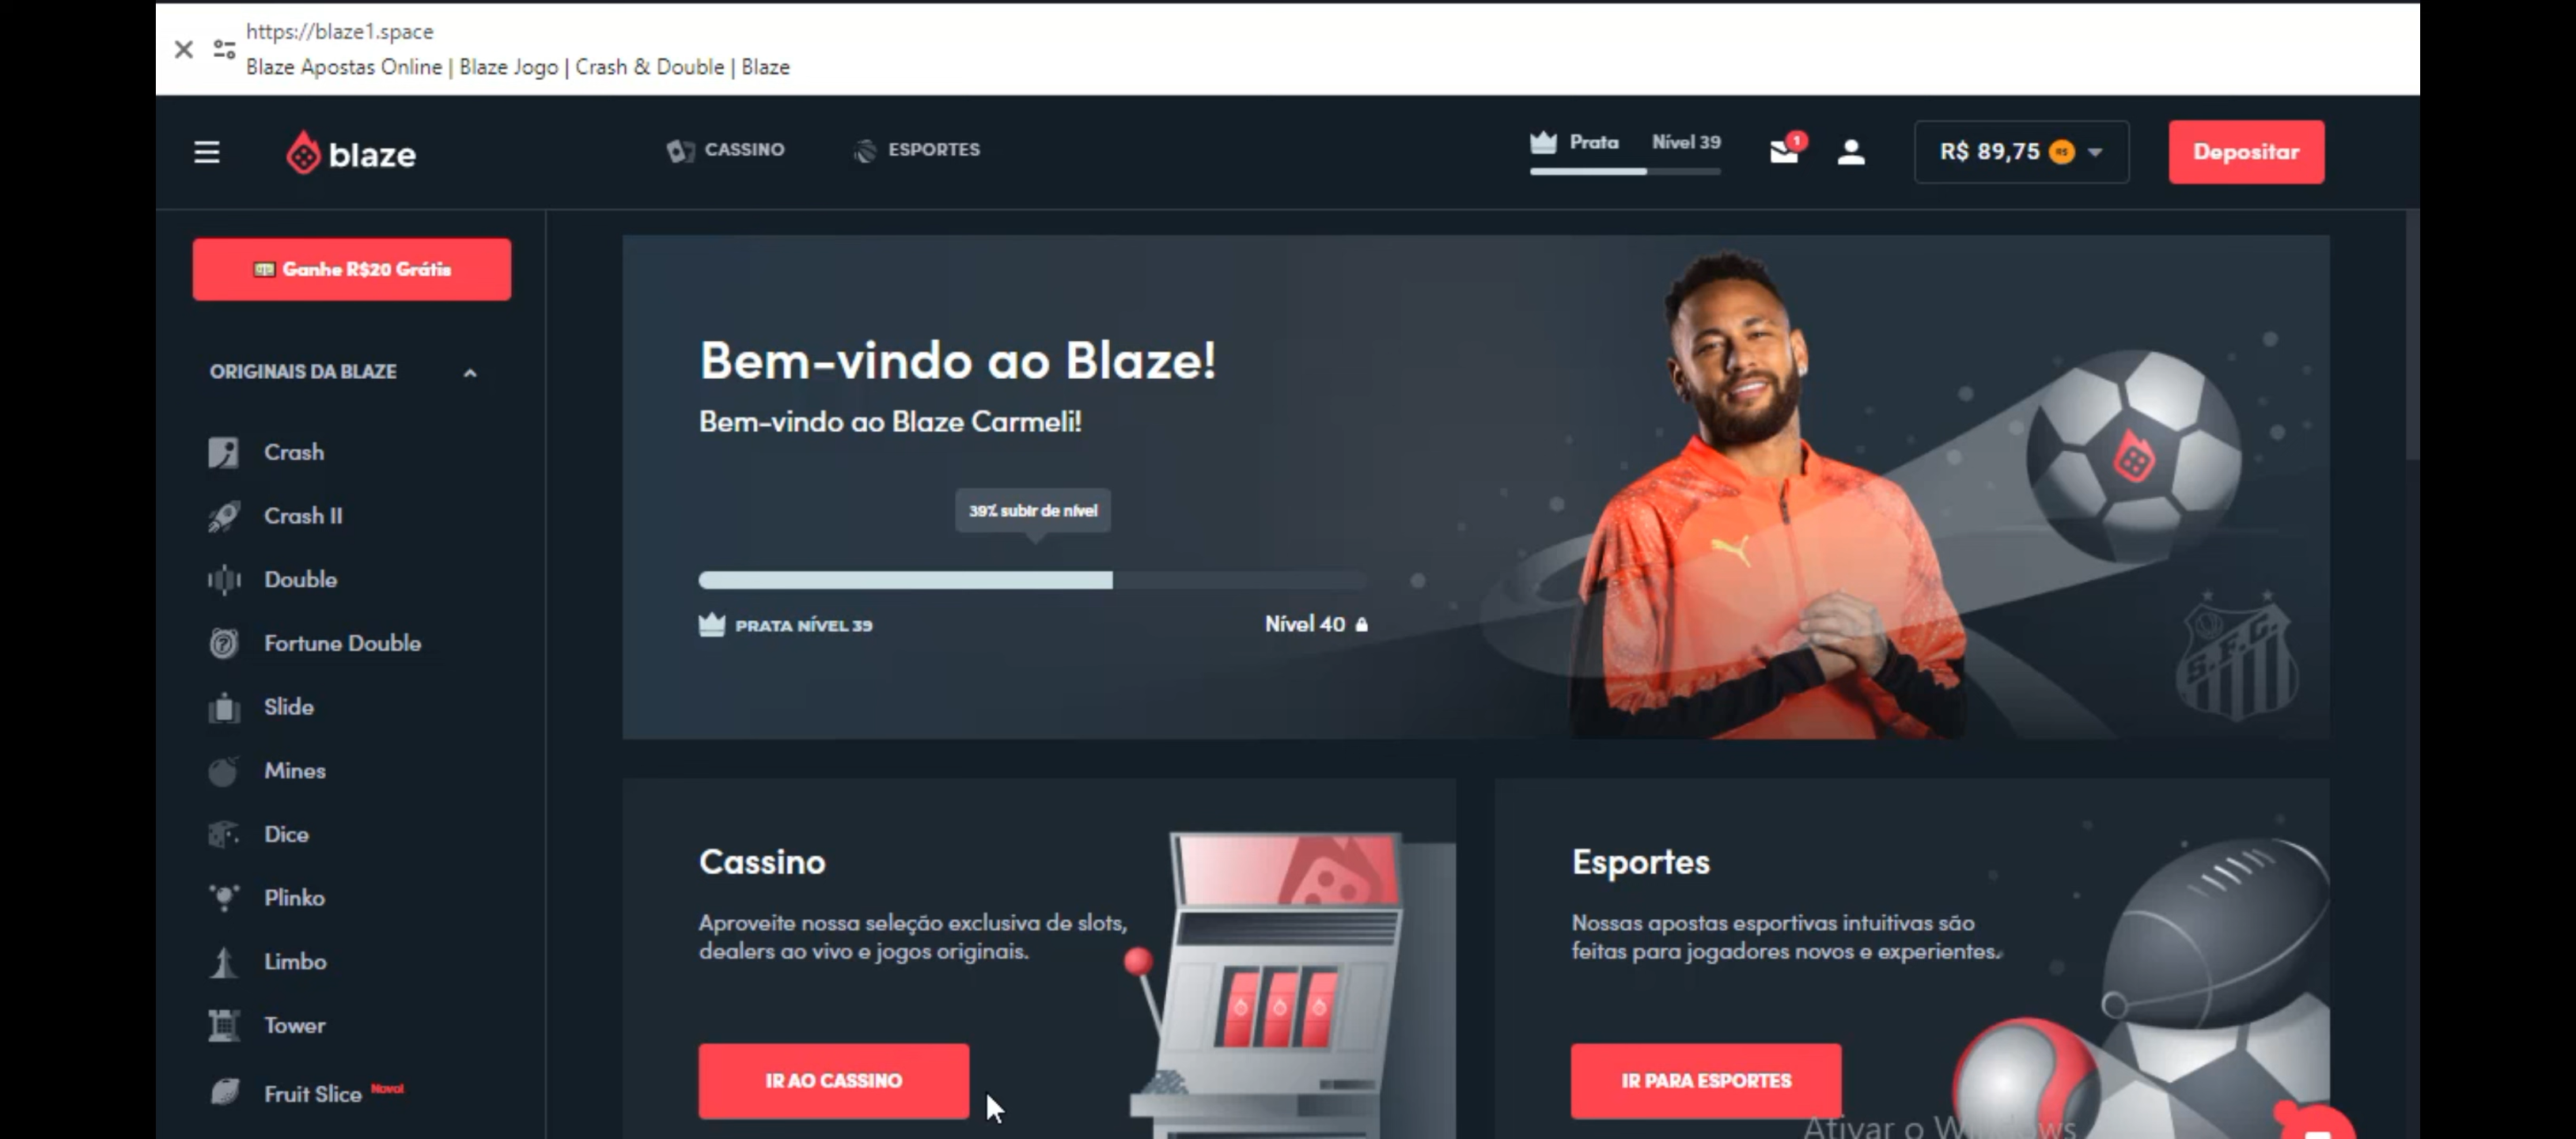 https://blaze1.space
Blaze Apostas Online | Blaze Jogo | Crash & Double | Blaze
blaze
CASSINO
ESPORTES
Prata
Nível 39
1
R$ 89,75
R$
Depositar
Ganhe R$20 Grátis
ORIGINAIS DA BLAZE
Crash
Crash II
Double
Fortune Double
Slide
Mines
Dice
Plinko
Limbo
Tower
Fruit Slice Novo!
Bem-vindo ao Blaze!
Bem-vindo ao Blaze Carmeli!
39% subir de nível
PRATA NÍVEL 39
Nível 40
S.F.C.
Cassino
Aproveite nossa seleção exclusiva de slots,
dealers ao vivo e jogos originais.
IR AO CASSINO
Esportes
Nossas apostas esportivas intuitivas são
feitas para jogadores novos e experientes.
IR PARA ESPORTES
Ativar o Windows